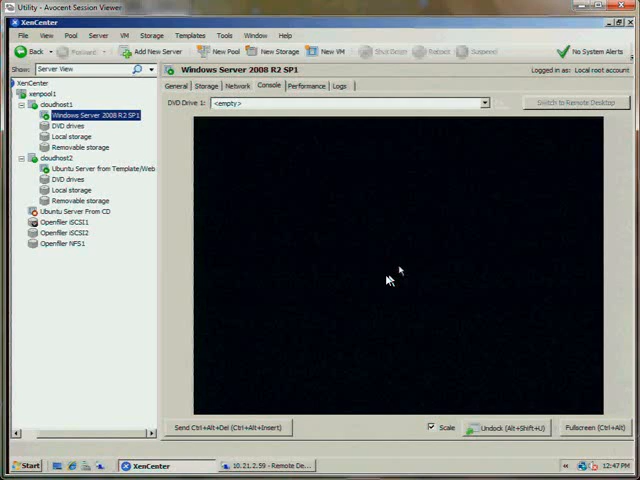 Utility - Avocent Session Viewer
XenCenter
File View Pool Server VM Storage Templates Tools Window Help
Back Forward Add New Server New Pool New Storage New VM Shut Down Reboot Suspend No System Alerts
Show: Server View
Windows Server 2008 R2 SP1 Logged in as: Local root account
General Storage Network Console Performance Logs
DVD Drive 1: <empty> Switch to Remote Desktop
XenCenter
xenpool1
cloudhost1
Windows Server 2008 R2 SP1
DVD drives
Local storage
Removable storage
cloudhost2
Ubuntu Server from Template/Web
DVD drives
Local storage
Removable storage
Ubuntu Server From CD
Openfiler iSCSI1
Openfiler iSCSI2
Openfiler NFS1
Send Ctrl+Alt+Del (Ctrl+Alt+Insert) Scale Undock (Alt+Shift+U) Fullscreen (Ctrl+Alt)
Start XenCenter 10.21.2.59 - Remote De... « 12:47 PM